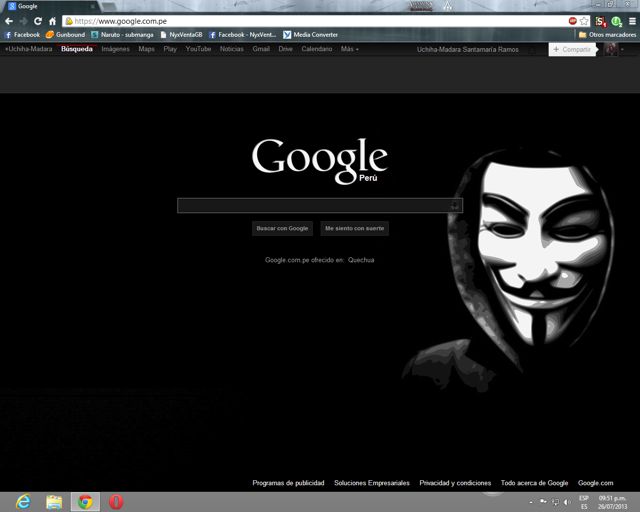 Google
https://www.google.com.pe
Facebook Gunbound Naruto - submanga NyxVentaGB Facebook - NyxVent... Media Converter Otros marcadores
+Uchiha-Madara Búsqueda Imágenes Maps Play YouTube Noticias Gmail Drive Calendario Más Uchiha-Madara Santamaría Ramos + Compartir
Google
Perú
Buscar con Google Me siento con suerte
Google.com.pe ofrecido en: Quechua
Programas de publicidad Soluciones Empresariales Privacidad y condiciones Todo acerca de Google Google.com
ESP 09:51 p.m.
ES 26/07/2013